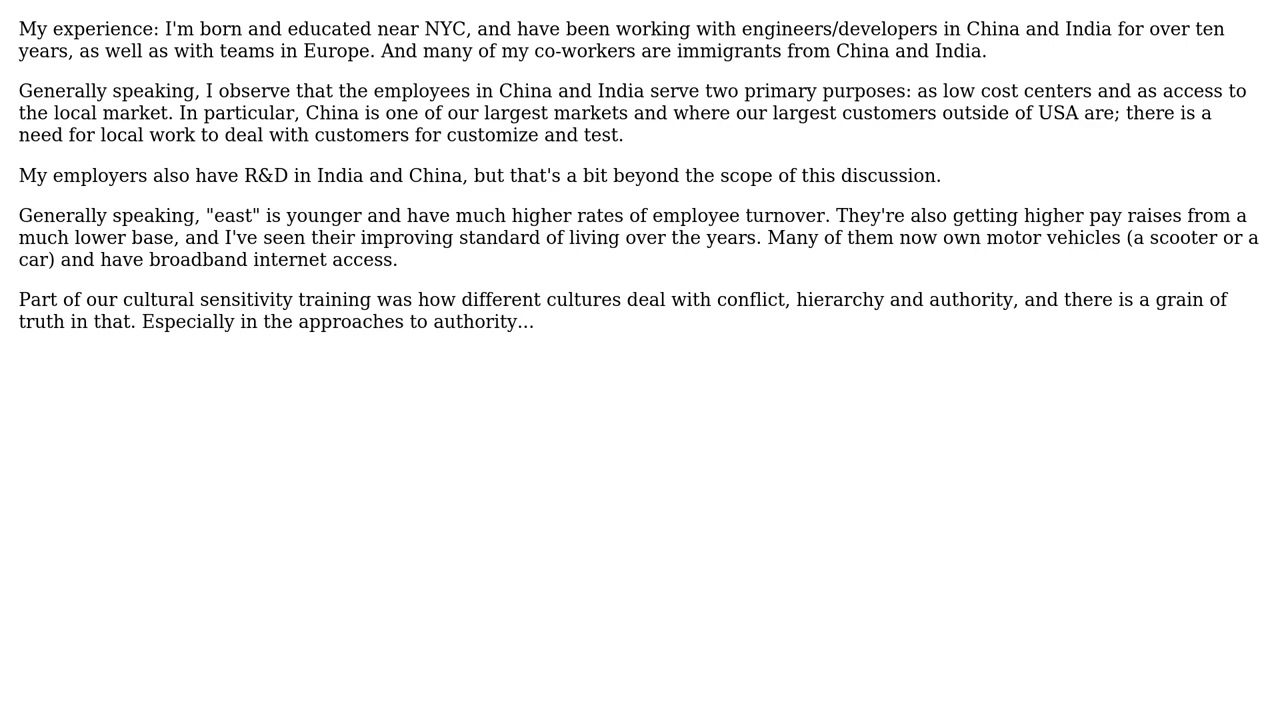 My experience: I'm born and educated near NYC, and have been working with engineers/developers in China and India for over ten
years, as well as with teams in Europe. And many of my co-workers are immigrants from China and India.
Generally speaking, I observe that the employees in China and India serve two primary purposes: as low cost centers and as access to
the local market. In particular, China is one of our largest markets and where our largest customers outside of USA are; there is a
need for local work to deal with customers for customize and test.
My employers also have R&D in India and China, but that's a bit beyond the scope of this discussion.
Generally speaking, "east" is younger and have much higher rates of employee turnover. They're also getting higher pay raises from a
much lower base, and I've seen their improving standard of living over the years. Many of them now own motor vehicles (a scooter or a
car) and have broadband internet access.
Part of our cultural sensitivity training was how different cultures deal with conflict, hierarchy and authority, and there is a grain of
truth in that. Especially in the approaches to authority...